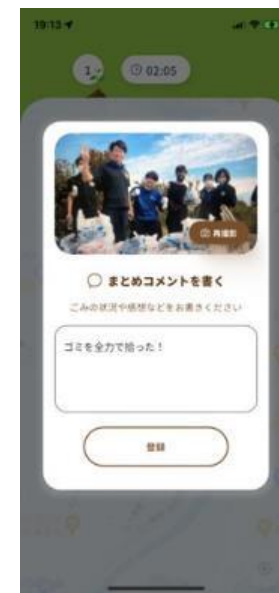 19:13
1
02:05
再撮影
まとめコメントを書く
ごみの状況や感想などをお書きください
ゴミを全力で拾った！
登録